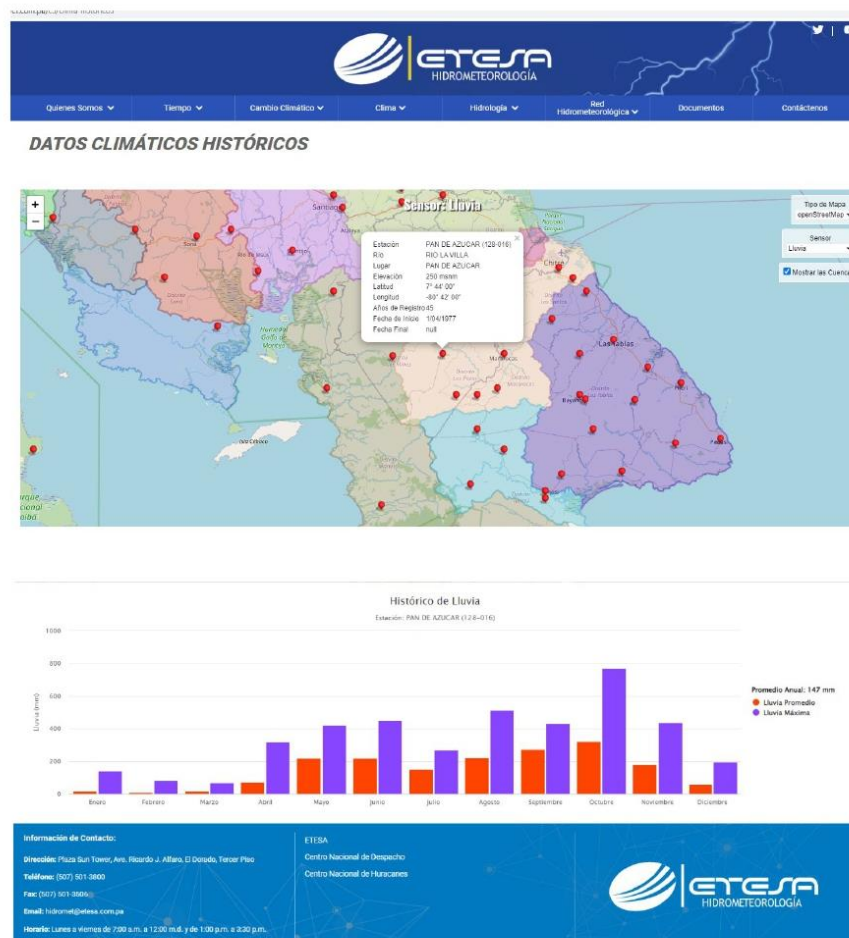 ETESA
HIDROMETEOROLOGÍA
Quienes Somos
Tiempo
Cambio Climático
Clima
Hidrología
Red
Hidrometeorológica
Documentos
Contáctenos
DATOS CLIMÁTICOS HISTÓRICOS
+
−
Sensor: Lluvia
Tipo de Mapa
openStreetMap
Sensor
Lluvia
Mostrar las Cuenca
Estación PAN DE AZUCAR (128-016)
Río RIO LA VILLA
Lugar PAN DE AZUCAR
Elevación 250 msnm
Latitud 7° 44' 00"
Longitud -80° 42' 00"
Años de Registro 45
Fecha de Inicio 1/04/1977
Fecha Final null
Santiago
Soná
Chitré
Las Tablas
Macaracas
Isla Cébaco
Histórico de Lluvia
Estación: PAN DE AZUCAR (128-016)
Lluvia (mm)
1000
800
600
400
200
0
Enero
Febrero
Marzo
Abril
Mayo
Junio
Julio
Agosto
Septiembre
Octubre
Noviembre
Diciembre
Promedio Anual: 147 mm
Lluvia Promedio
Lluvia Máxima
Información de Contacto:
Dirección: Plaza Sun Tower, Ave. Ricardo J. Alfaro, El Dorado, Tercer Piso
Teléfono: (507) 501-3800
Fax: (507) 501-3506
Email: hidromet@etesa.com.pa
Horario: Lunes a viernes de 7:00 a.m. a 12:00 m.d. y de 1:00 p.m. a 3:30 p.m.
ETESA
Centro Nacional de Despacho
Centro Nacional de Huracanes
ETESA
HIDROMETEOROLOGÍA